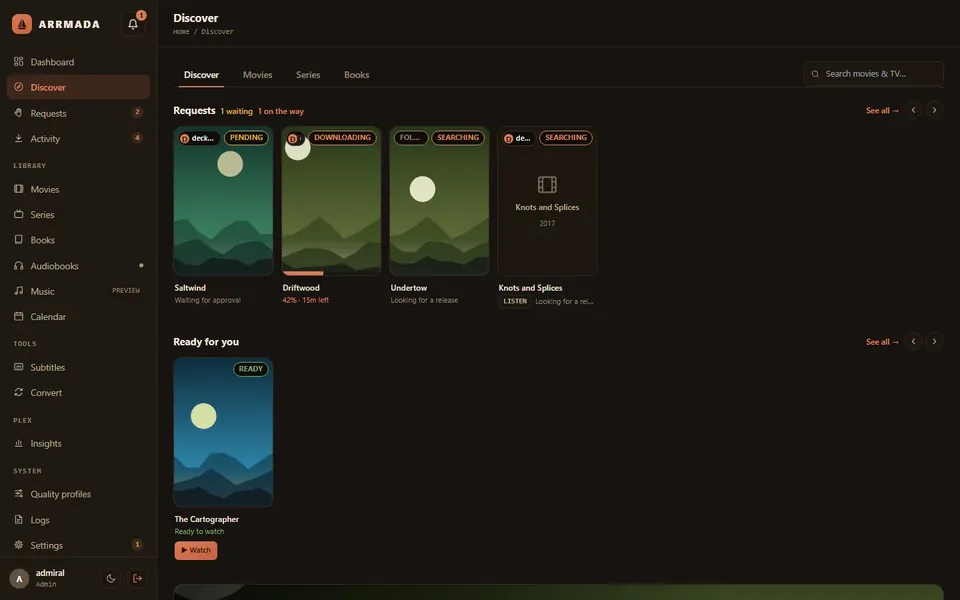 ARRMADA
1
Dashboard
Discover
Requests 2
Activity 4
LIBRARY
Movies
Series
Books
Audiobooks
Music PREVIEW
Calendar
TOOLS
Subtitles
Convert
PLEX
Insights
SYSTEM
Quality profiles
Logs
Settings 1
A
admiral
Admin
Discover
Home / Discover
Discover Movies Series Books
Search movies & TV...
Requests 1 waiting 1 on the way
See all →
D deck... PENDING
Saltwind
Waiting for approval
D DOWNLOADING
Driftwood
42% · 15m left
FOL... SEARCHING
Undertow
Looking for a release
D de... SEARCHING
Knots and Splices
2017
Knots and Splices
LISTEN Looking for a rel...
Ready for you
See all →
READY
The Cartographer
Ready to watch
Watch